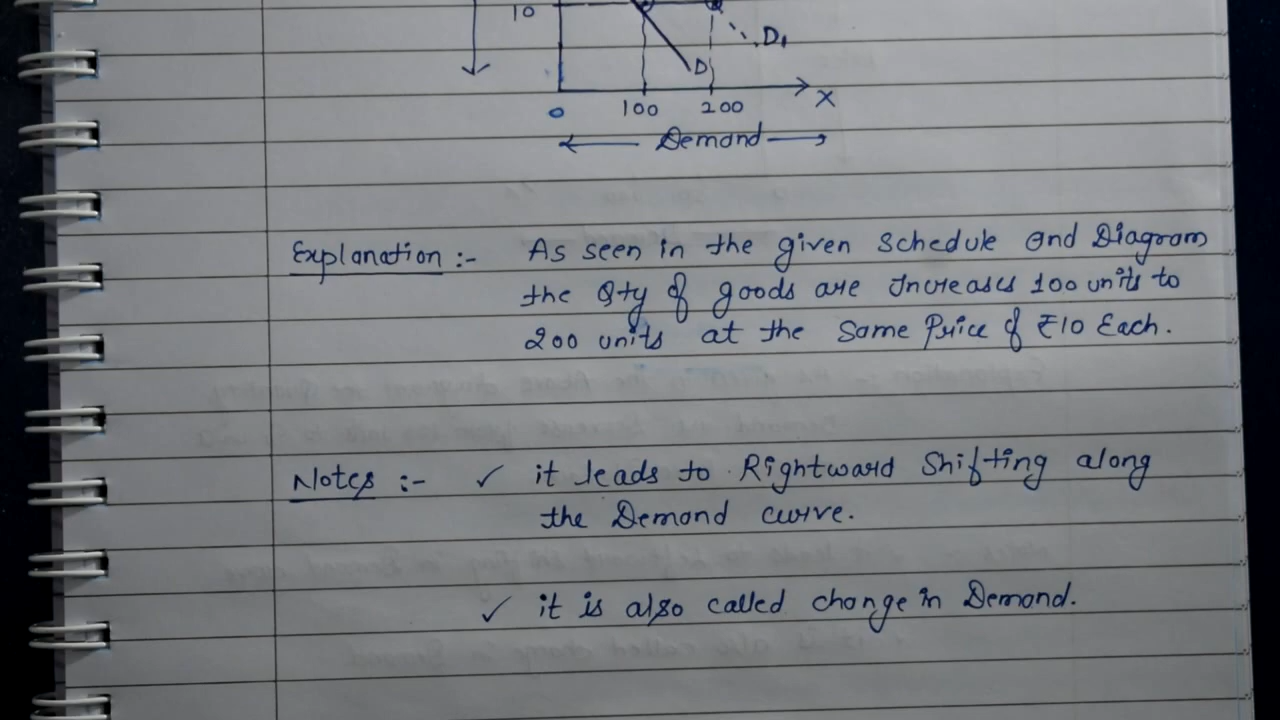 10
D1
D
0 100 200 X
Demand
Explanation :- As seen in the given Schedule and Diagram
the Qty of goods are Increases 100 units to
200 units at the Same Price of ₹10 Each.
Notes :- ✓ it leads to Rightward Shifting along
the Demand curve.
✓ it is also called change in Demand.